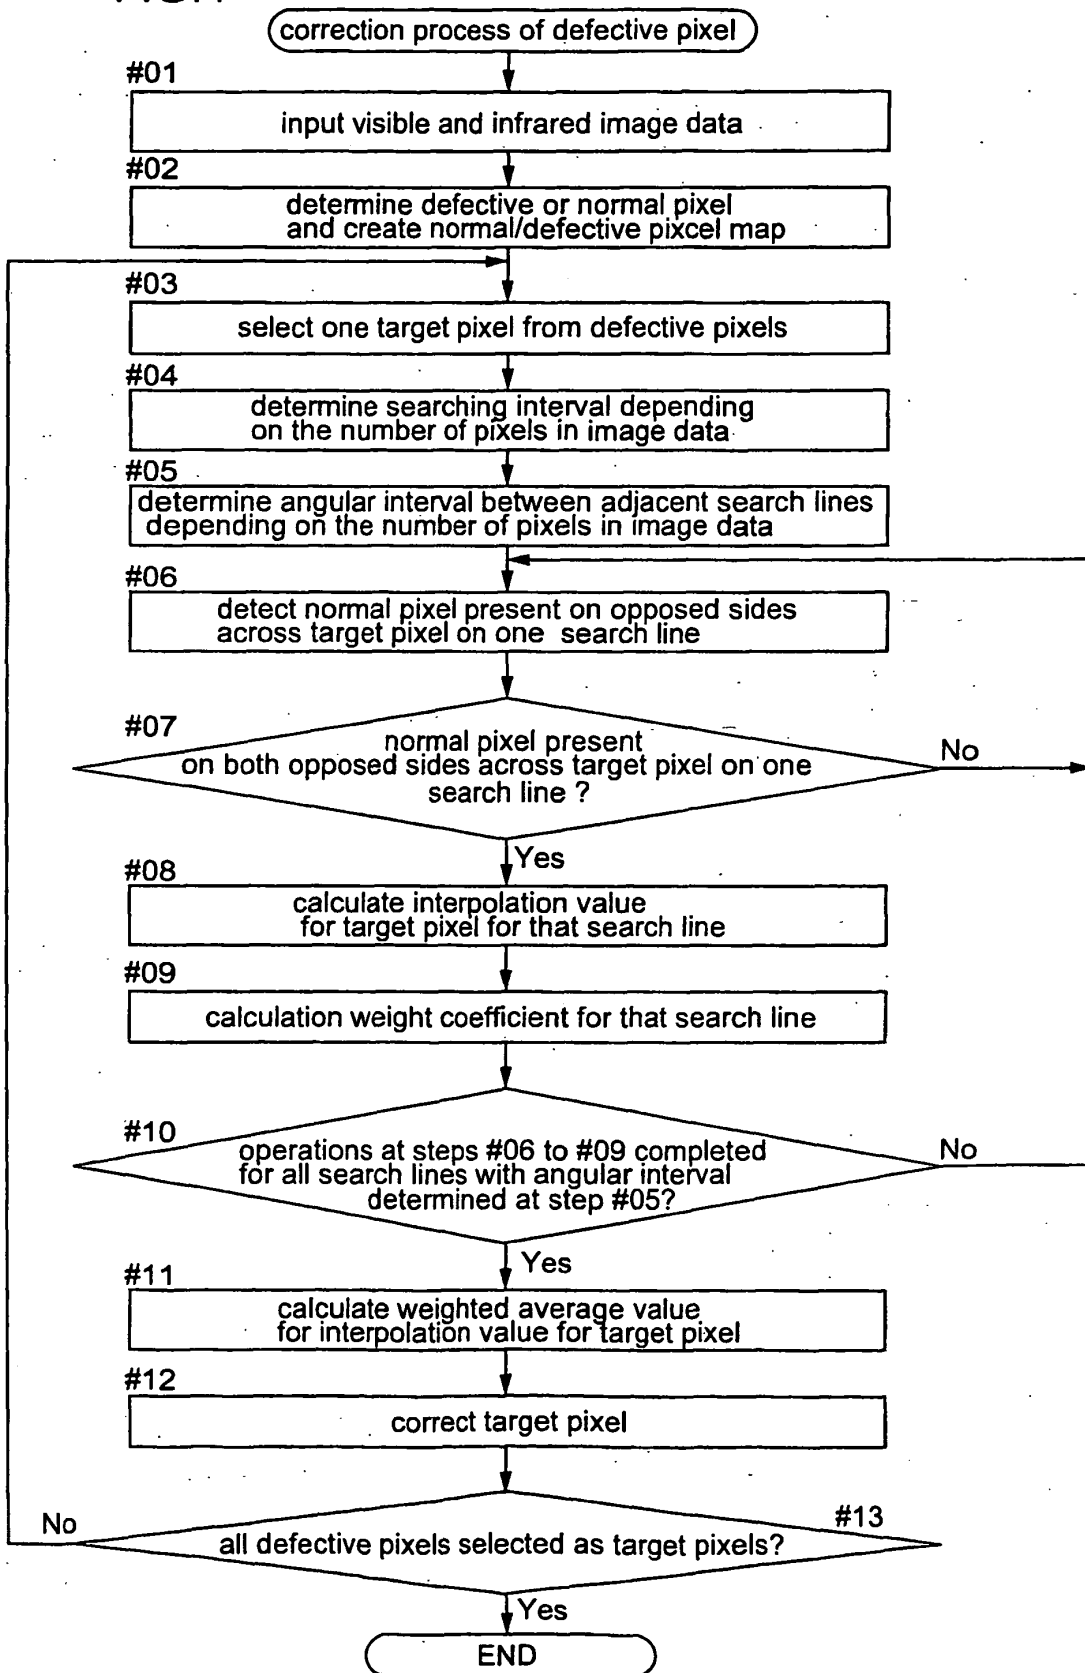 correction process of defective pixel
#01
input visible and infrared image data
#02
determine defective or normal pixel
and create normal/defective pixcel map
#03
select one target pixel from defective pixels
#04
determine searching interval depending
on the number of pixels in image data
#05
determine angular interval between adjacent search lines
depending on the number of pixels in image data
#06
detect normal pixel present on opposed sides
across target pixel on one search line
#07
normal pixel present
on both opposed sides across target pixel on one
search line ?
No
Yes
#08
calculate interpolation value
for target pixel for that search line
#09
calculation weight coefficient for that search line
#10
operations at steps #06 to #09 completed
for all search lines with angular interval
determined at step #05?
No
Yes
#11
calculate weighted average value
for interpolation value for target pixel
#12
correct target pixel
#13
all defective pixels selected as target pixels?
No
Yes
END